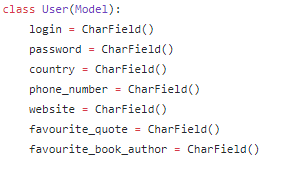 class User(Model):
    login = CharField()
    password = CharField()
    country = CharField()
    phone_number = CharField()
    website = CharField()
    favourite_quote = CharField()
    favourite_book_author = CharField()